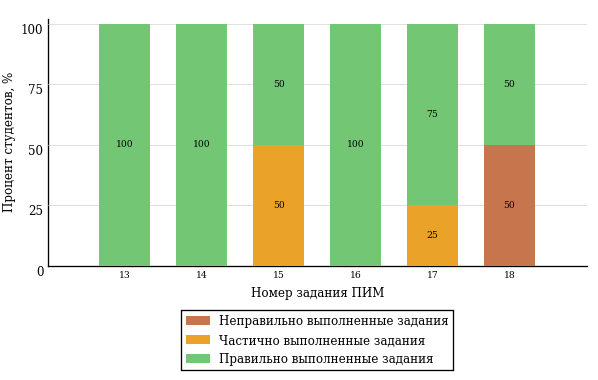 Процент студентов, %
100
75
50
25
0
100
100
50
50
100
75
25
50
50
13 14 15 16 17 18
Номер задания ПИМ
Неправильно выполненные задания
Частично выполненные задания
Правильно выполненные задания